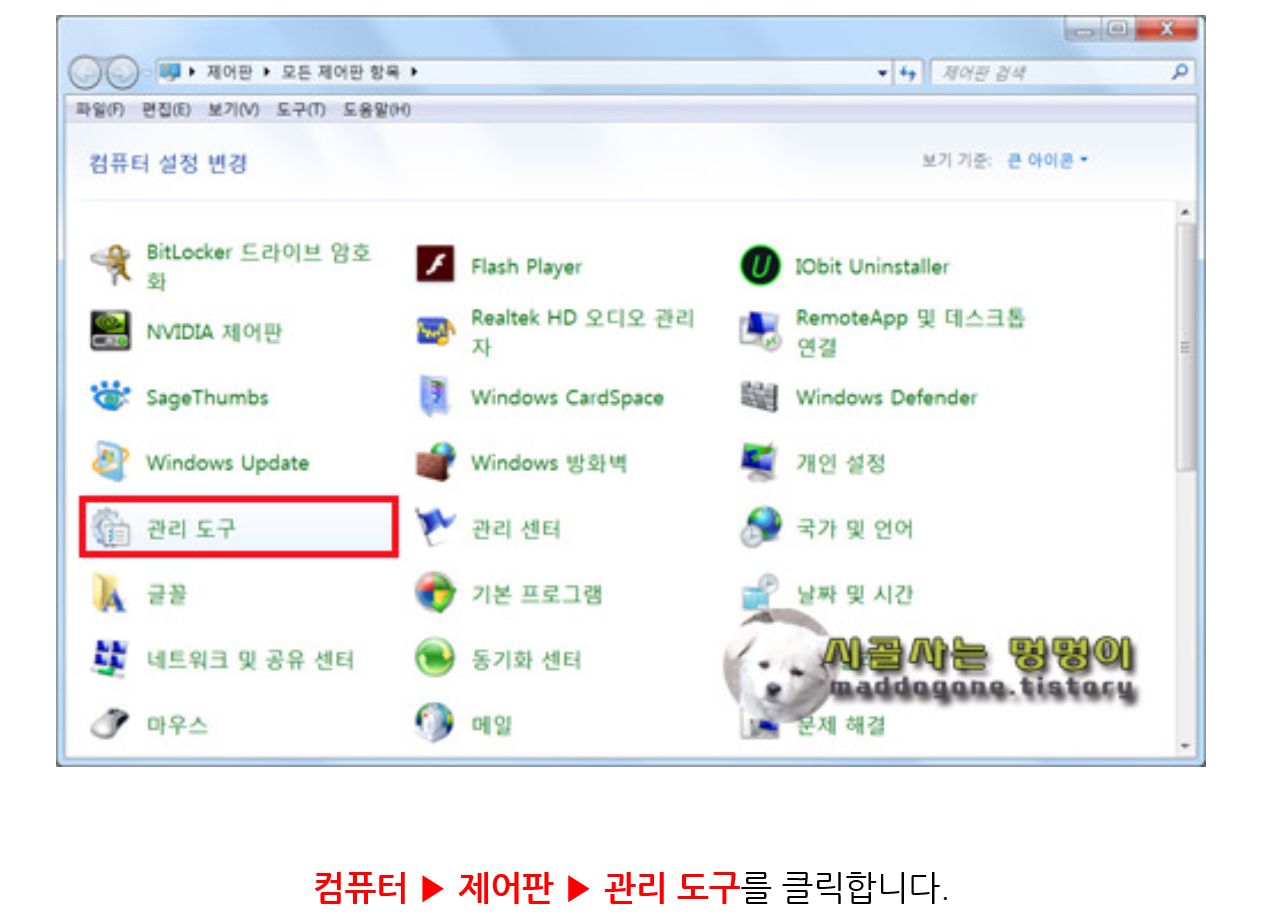 제어판 ▶ 모든 제어판 항목 ▶
제어판 검색
파일(F) 편집(E) 보기(V) 도구(T) 도움말(H)
컴퓨터 설정 변경
보기 기준: 큰 아이콘
BitLocker 드라이브 암호
화
Flash Player
IObit Uninstaller
NVIDIA 제어판
Realtek HD 오디오 관리
자
RemoteApp 및 데스크톱
연결
SageThumbs
Windows CardSpace
Windows Defender
Windows Update
Windows 방화벽
개인 설정
관리 도구
관리 센터
국가 및 언어
글꼴
기본 프로그램
날짜 및 시간
네트워크 및 공유 센터
동기화 센터
시골사는 멍멍이
maddogone.tistory
마우스
메일
문제 해결
컴퓨터 ▶ 제어판 ▶ 관리 도구를 클릭합니다.